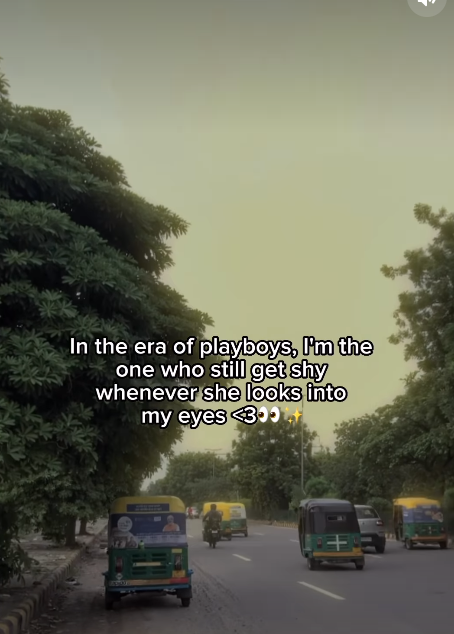 In the era of playboys, I'm the
one who still get shy
whenever she looks into
my eyes <3👀✨